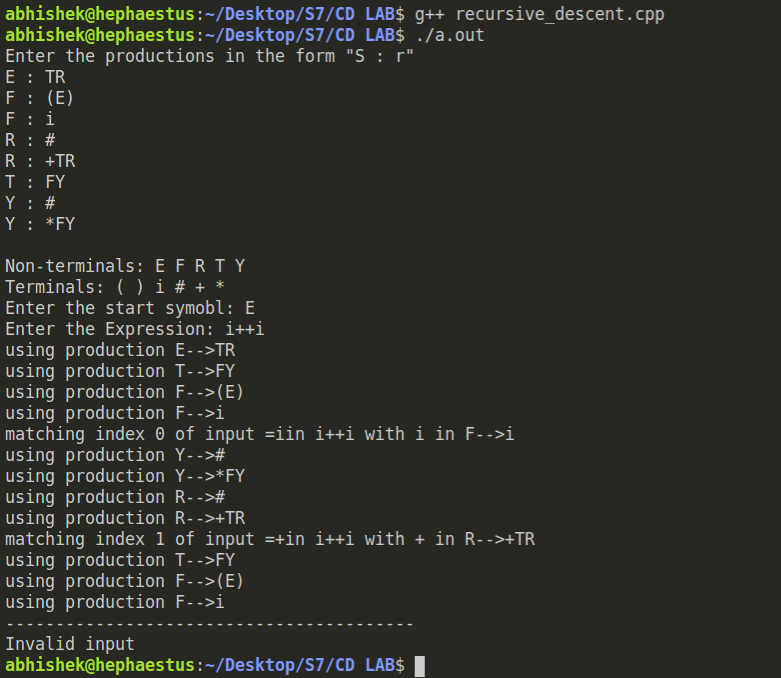 abhishek@hephaestus:~/Desktop/S7/CD LAB$ g++ recursive_descent.cpp
abhishek@hephaestus:~/Desktop/S7/CD LAB$ ./a.out
Enter the productions in the form "S : r"
E : TR
F : (E)
F : i
R : #
R : +TR
T : FY
Y : #
Y : *FY

Non-terminals: E F R T Y
Terminals: ( ) i # + *
Enter the start symobl: E
Enter the Expression: i++i
using production E-->TR
using production T-->FY
using production F-->(E)
using production F-->i
matching index 0 of input =iin i++i with i in F-->i
using production Y-->#
using production Y-->*FY
using production R-->#
using production R-->+TR
matching index 1 of input =+in i++i with + in R-->+TR
using production T-->FY
using production F-->(E)
using production F-->i
-----------------------------------------
Invalid input
abhishek@hephaestus:~/Desktop/S7/CD LAB$